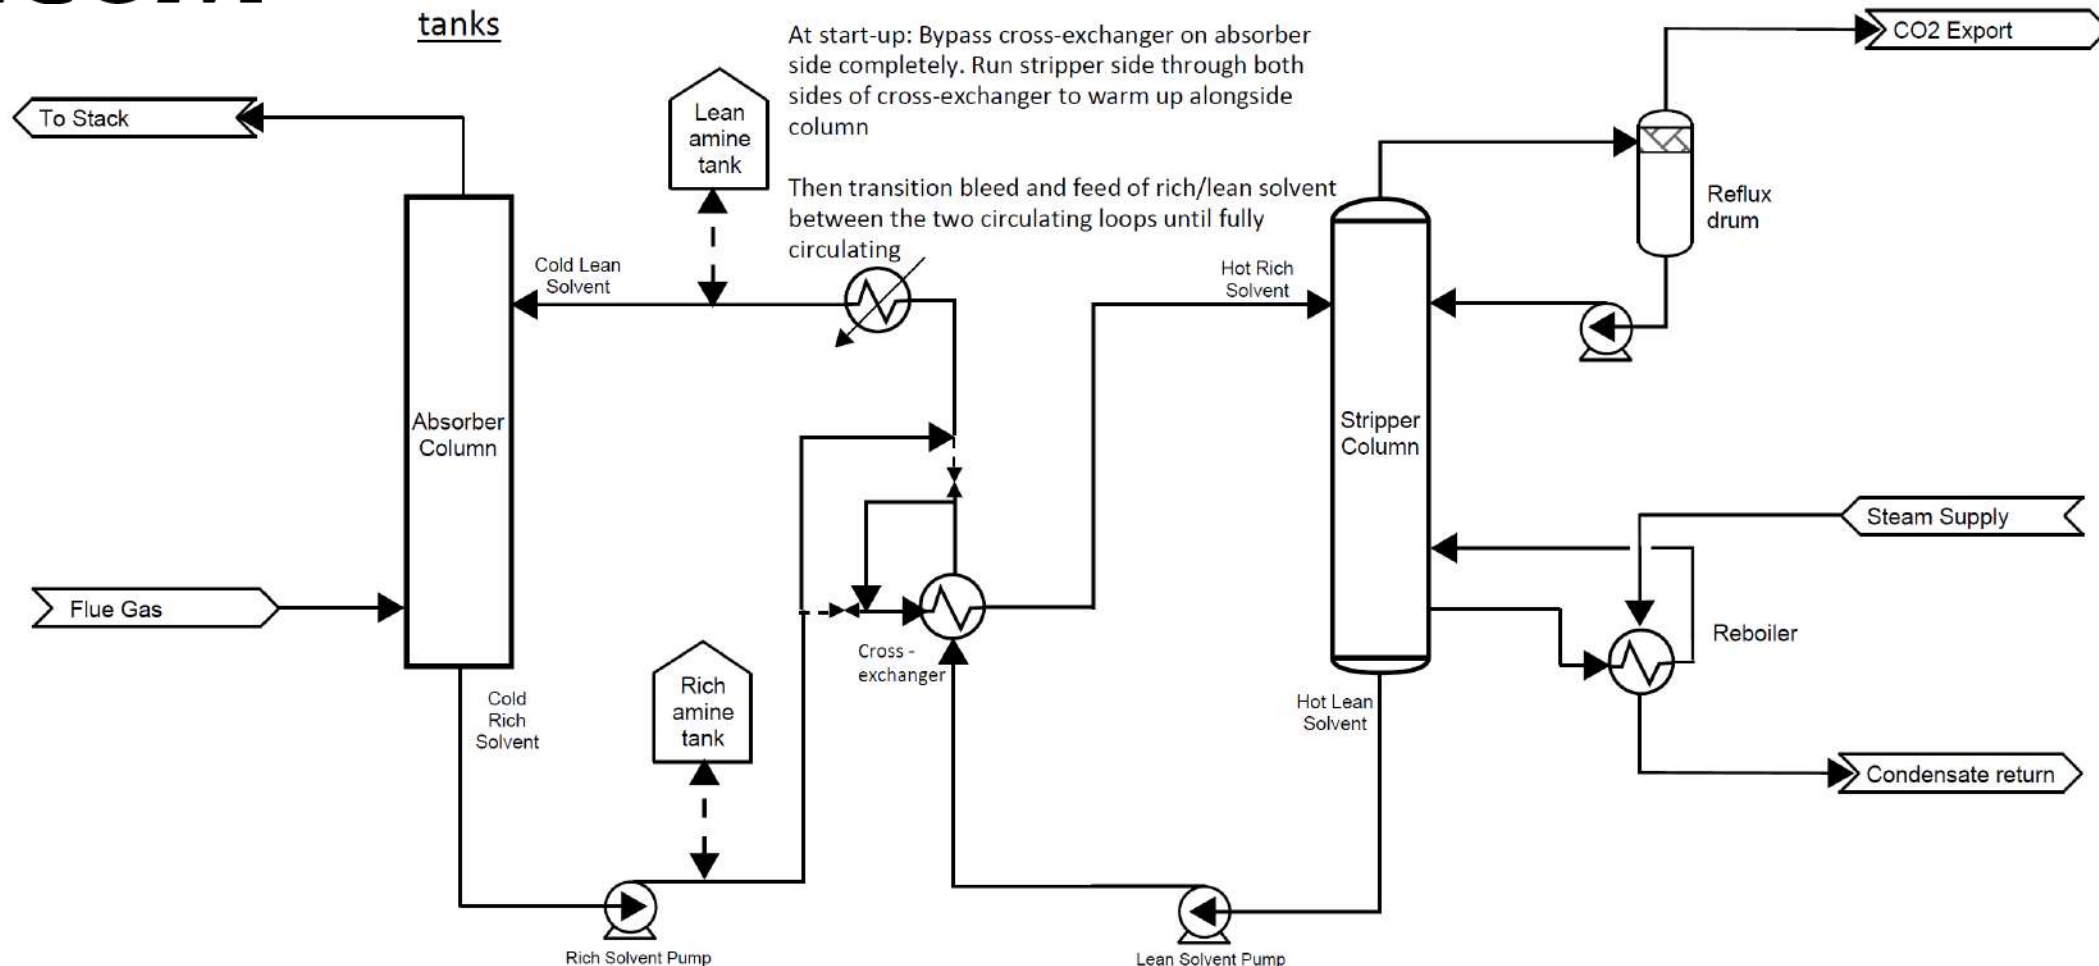 tanks
At start-up: Bypass cross-exchanger on absorber
side completely. Run stripper side through both
sides of cross-exchanger to warm up alongside
column
Then transition bleed and feed of rich/lean solvent
between the two circulating loops until fully
circulating
CO2 Export
To Stack
Lean
amine
tank
Reflux
drum
Cold Lean
Solvent
Hot Rich
Solvent
Absorber
Column
Stripper
Column
Steam Supply
Flue Gas
Reboiler
Cross -
exchanger
Rich
amine
tank
Cold
Rich
Solvent
Hot Lean
Solvent
Condensate return
Rich Solvent Pump
Lean Solvent Pump